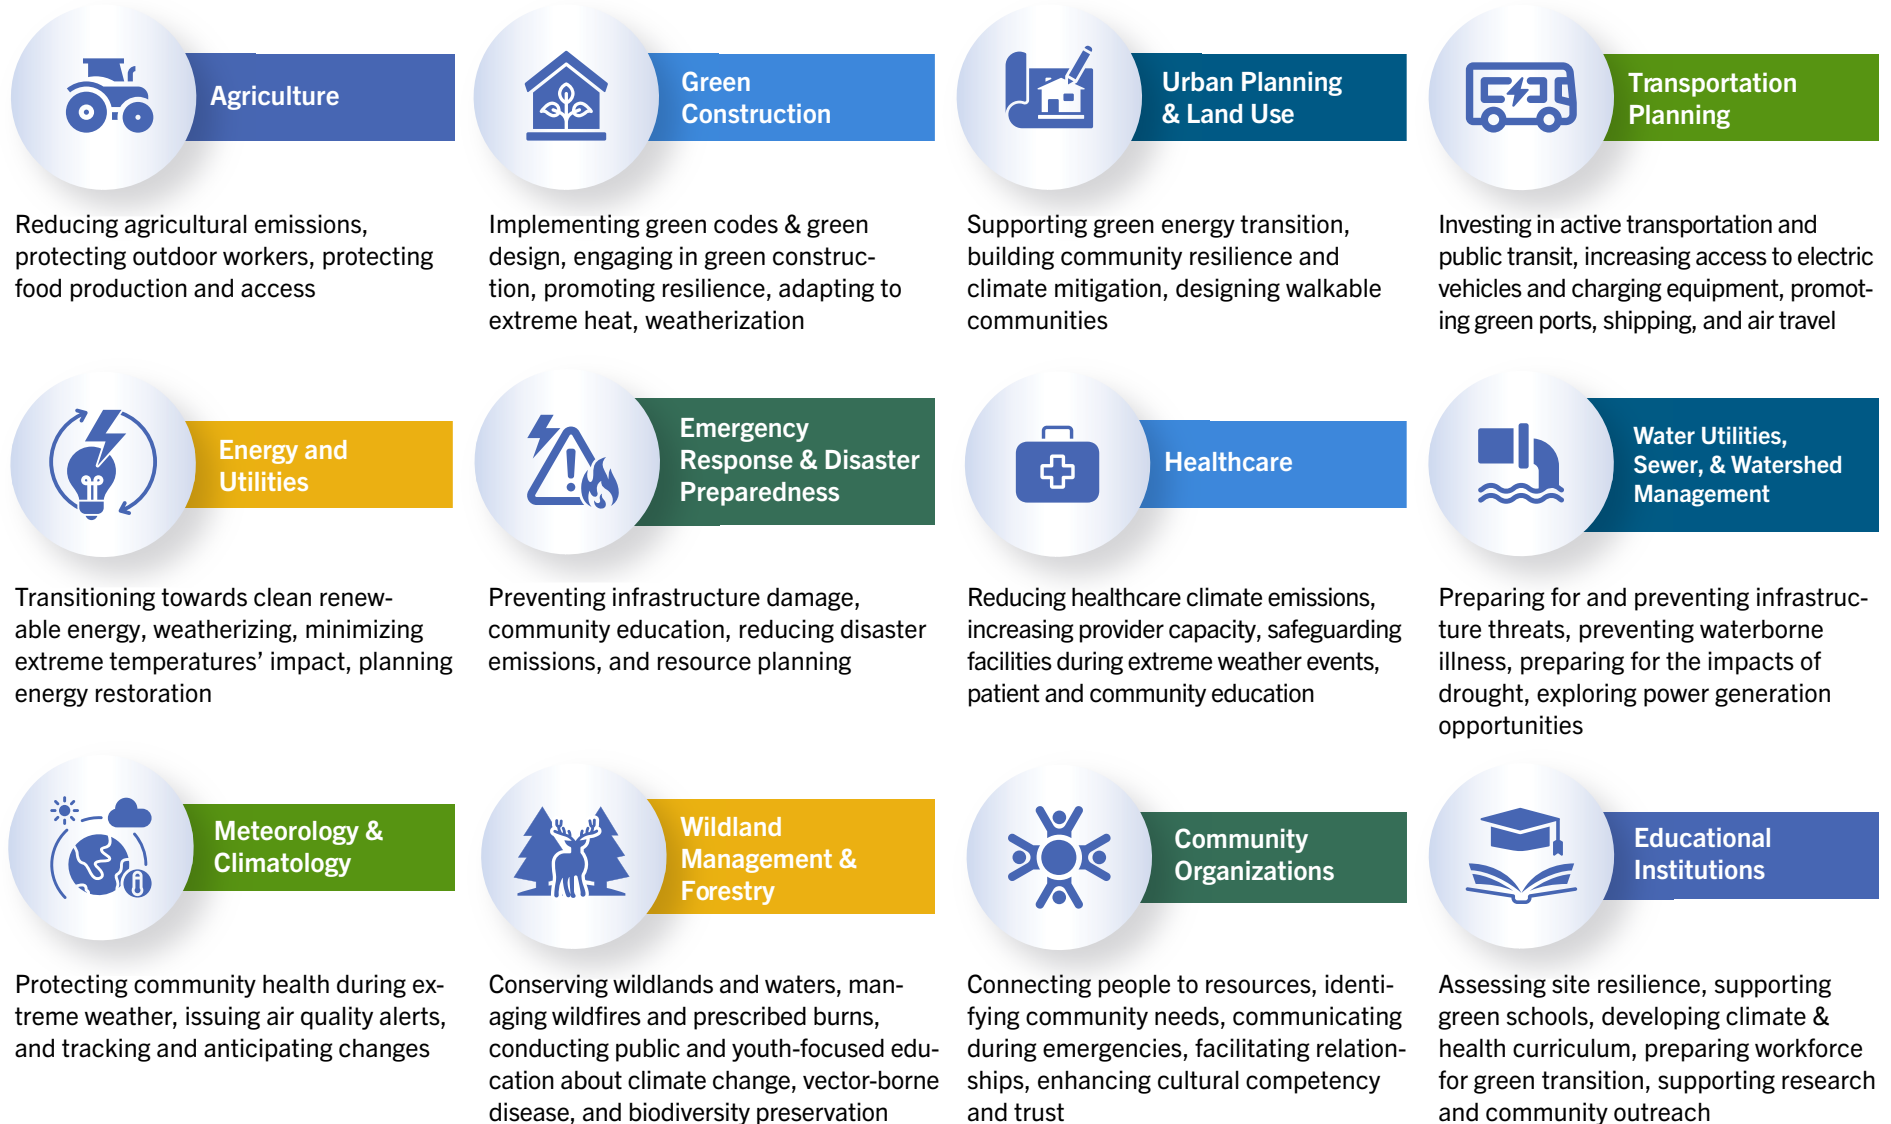 Agriculture
Reducing agricultural emissions,
protecting outdoor workers, protecting
food production and access
Green
Construction
Implementing green codes & green
design, engaging in green construc-
tion, promoting resilience, adapting to
extreme heat, weatherization
Urban Planning
& Land Use
Supporting green energy transition,
building community resilience and
climate mitigation, designing walkable
communities
Transportation
Planning
Investing in active transportation and
public transit, increasing access to electric
vehicles and charging equipment, promot-
ing green ports, shipping, and air travel
Energy and
Utilities
Transitioning towards clean renew-
able energy, weatherizing, minimizing
extreme temperatures’ impact, planning
energy restoration
Emergency
Response & Disaster
Preparedness
Preventing infrastructure damage,
community education, reducing disaster
emissions, and resource planning
Healthcare
Reducing healthcare climate emissions,
increasing provider capacity, safeguarding
facilities during extreme weather events,
patient and community education
Water Utilities,
Sewer, & Watershed
Management
Preparing for and preventing infrastruc-
ture threats, preventing waterborne
illness, preparing for the impacts of
drought, exploring power generation
opportunities
Meteorology &
Climatology
Protecting community health during ex-
treme weather, issuing air quality alerts,
and tracking and anticipating changes
Wildland
Management &
Forestry
Conserving wildlands and waters, man-
aging wildfires and prescribed burns,
conducting public and youth-focused edu-
cation about climate change, vector-borne
disease, and biodiversity preservation
Community
Organizations
Connecting people to resources, identi-
fying community needs, communicating
during emergencies, facilitating relation-
ships, enhancing cultural competency
and trust
Educational
Institutions
Assessing site resilience, supporting
green schools, developing climate &
health curriculum, preparing workforce
for green transition, supporting research
and community outreach